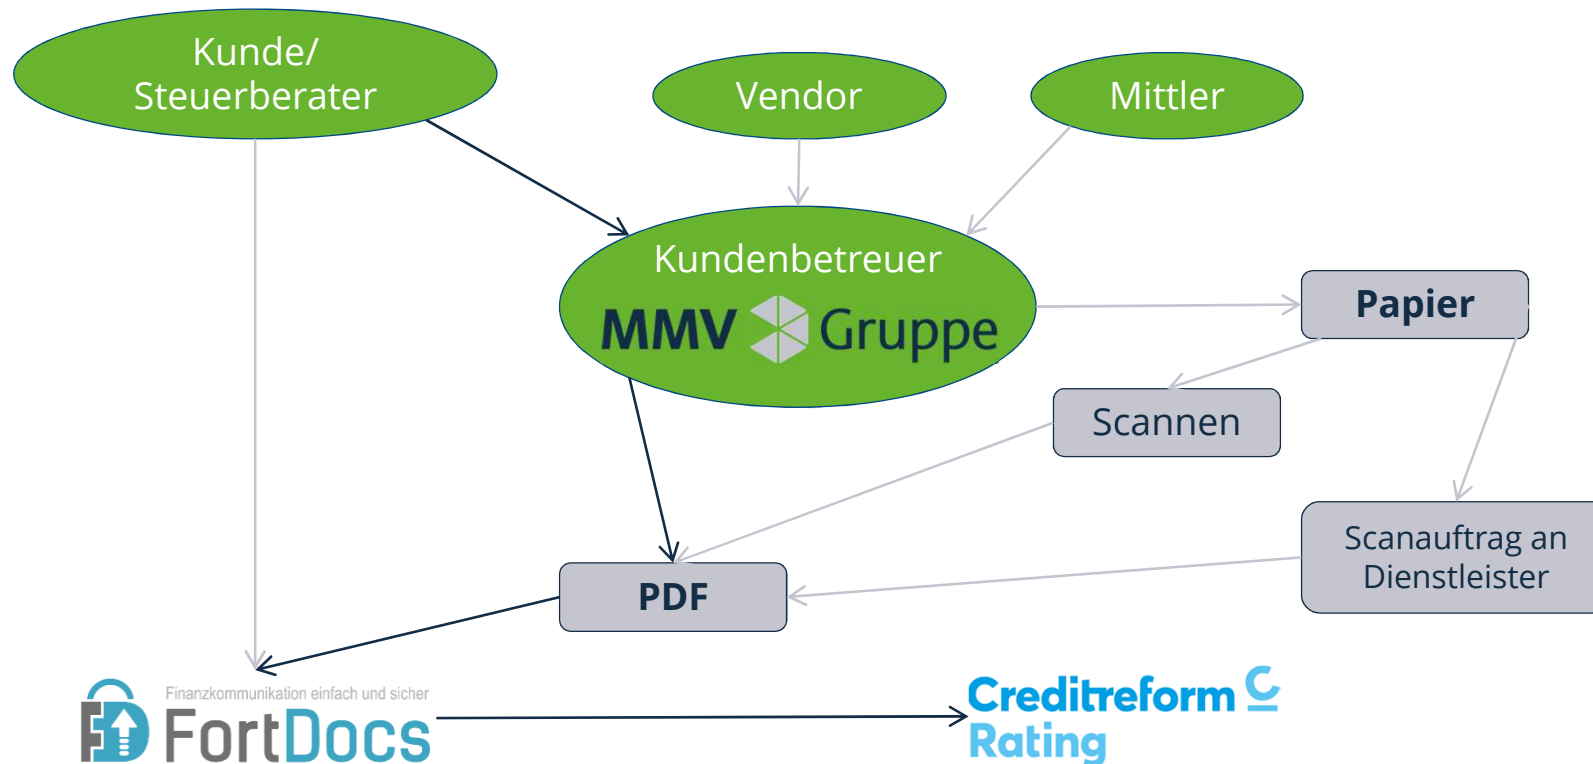 Kunde/
Steuerberater
Vendor
Mittler
Kundenbetreuer
MMV Gruppe
Papier
Scannen
Scanauftrag an
Dienstleister
PDF
Finanzkommunikation einfach und sicher
FortDocs
Creditreform C
Rating